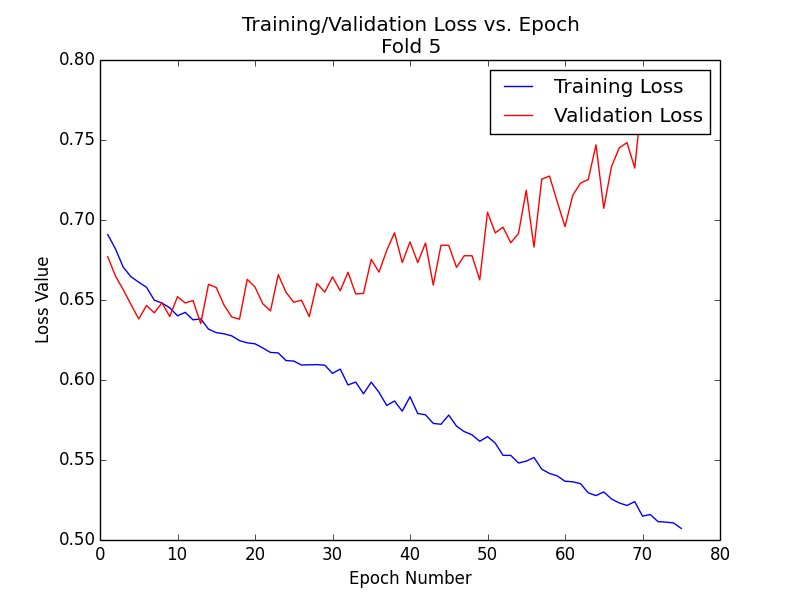 Training/Validation Loss vs. Epoch
Fold 5
Training Loss
Validation Loss
0.80
0.75
0.70
0.65
0.60
0.55
0.50
Loss Value
0 10 20 30 40 50 60 70 80
Epoch Number